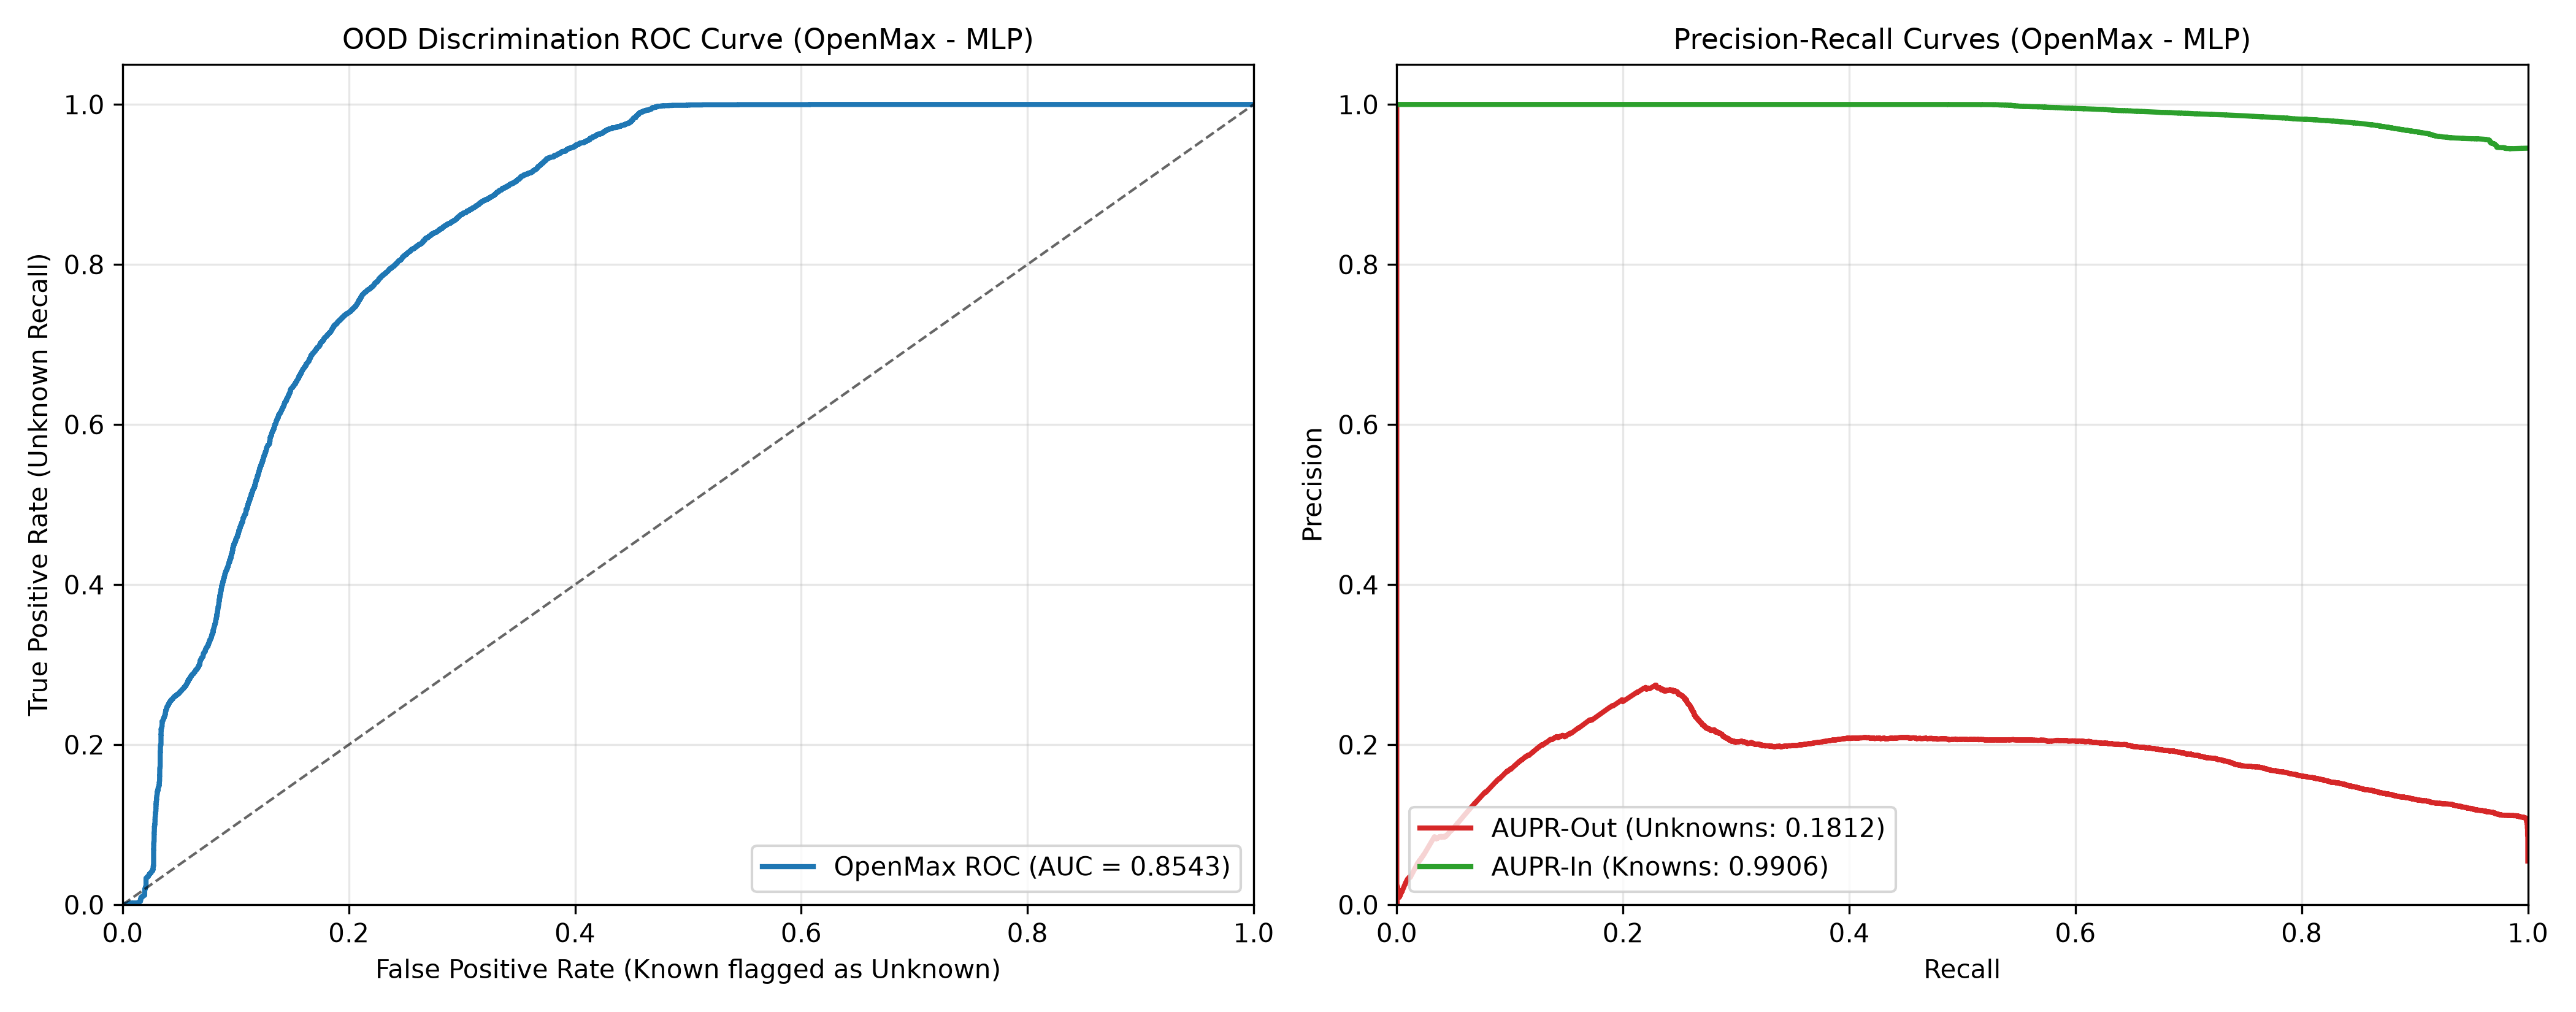 OOD Discrimination ROC Curve (OpenMax - MLP)
True Positive Rate (Unknown Recall)
1.0
0.8
0.6
0.4
0.2
0.0
0.0 0.2 0.4 0.6 0.8 1.0
False Positive Rate (Known flagged as Unknown)
OpenMax ROC (AUC = 0.8543)
Precision-Recall Curves (OpenMax - MLP)
Precision
1.0
0.8
0.6
0.4
0.2
0.0
0.0 0.2 0.4 0.6 0.8 1.0
Recall
AUPR-Out (Unknowns: 0.1812)
AUPR-In (Knowns: 0.9906)